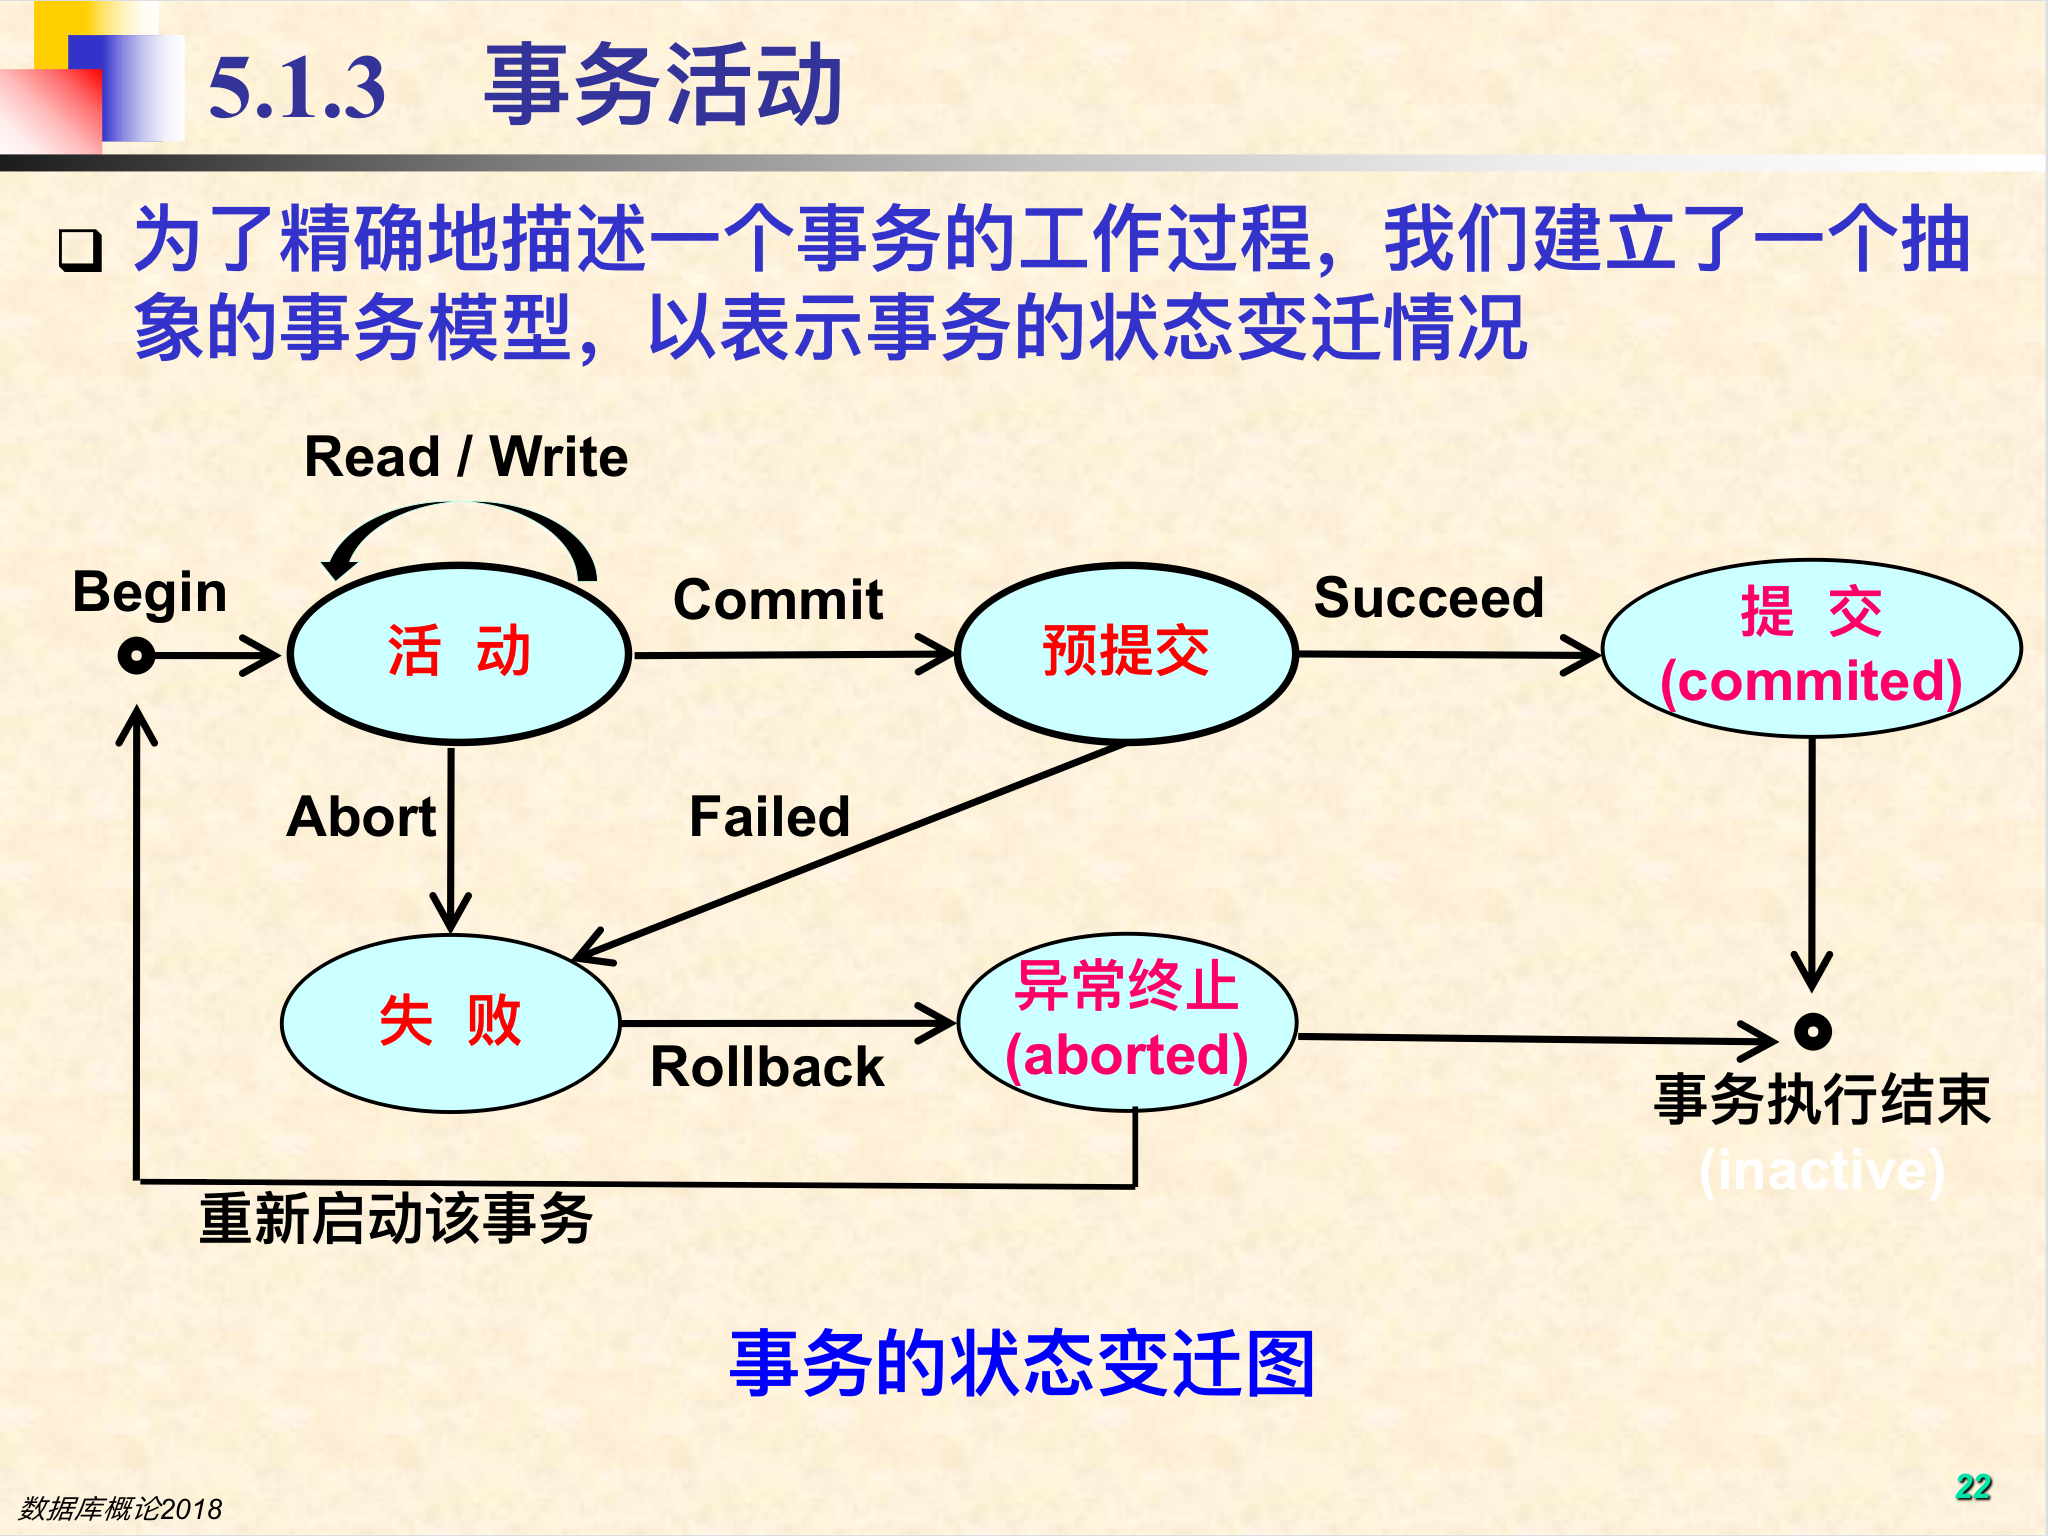 5.1.3 事务活动
为了精确地描述一个事务的工作过程，我们建立了一个抽
象的事务模型，以表示事务的状态变迁情况
Read / Write
Begin
活 动
Commit
预提交
Succeed
提 交
(commited)
Abort
Failed
失 败
Rollback
异常终止
(aborted)
事务执行结束
(inactive)
重新启动该事务
事务的状态变迁图
22
数据库概论2018